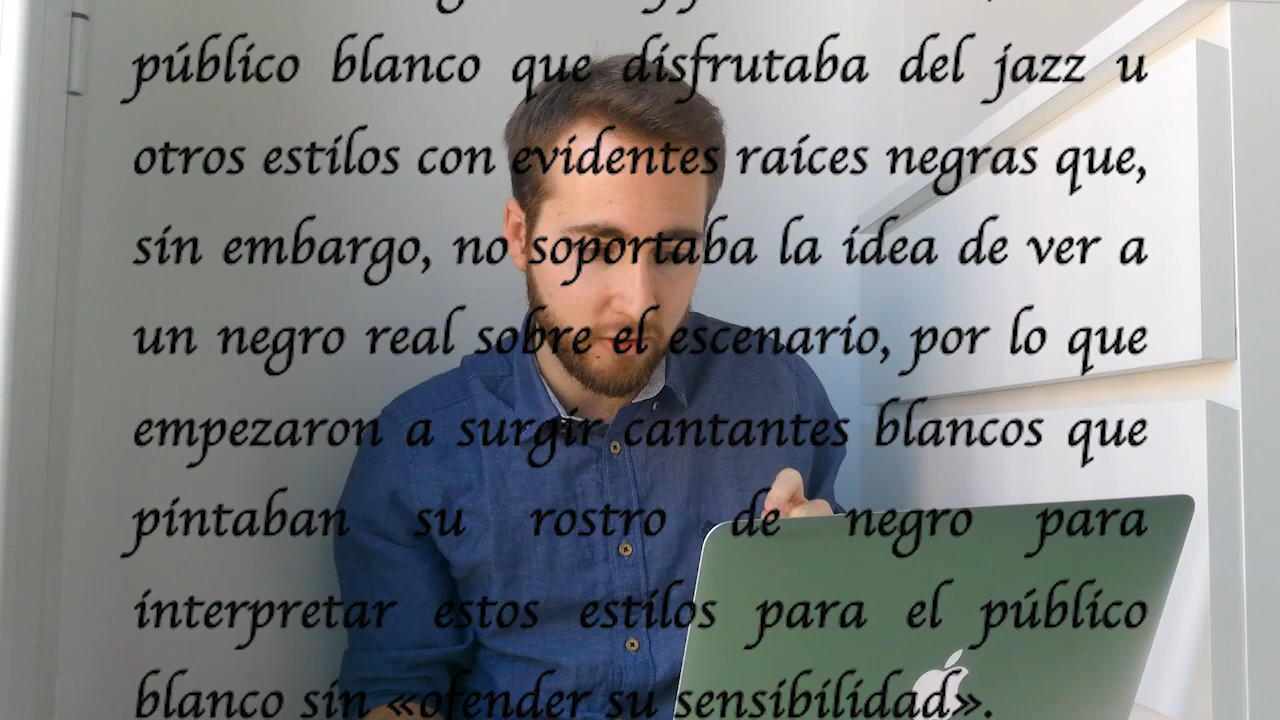 público blanco que disfrutaba del jazz u
otros estilos con evidentes raíces negras que,
sin embargo, no soportaba la idea de ver a
un negro real sobre el escenario, por lo que
empezaron a surgir cantantes blancos que
pintaban su rostro de negro para
interpretar estos estilos para el público
blanco sin «ofender su sensibilidad».